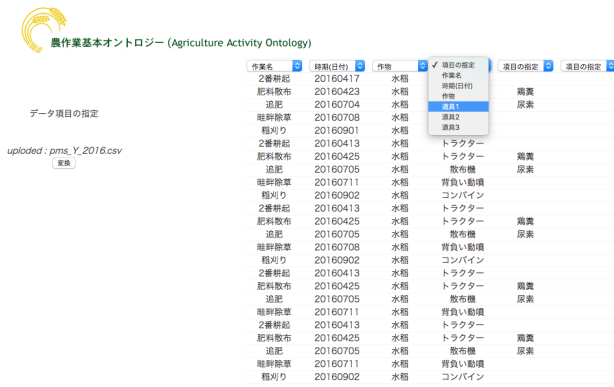 農作業基本オントロジー (Agriculture Activity Ontology)
データ項目の指定
uploded : pms_Y_2016.csv
変換
作業名 時期(日付) 作物 項目の指定 項目の指定
✓ 項目の指定
作業名
時期(日付)
作物
道具1
道具2
道具3
2番耕起 20160417 水稲
肥料散布 20160423 水稲 鶏糞
追肥 20160704 水稲 尿素
畦畔除草 20160708 水稲
稲刈り 20160901 水稲
2番耕起 20160413 水稲 トラクター
肥料散布 20160425 水稲 トラクター 鶏糞
追肥 20160705 水稲 散布機 尿素
畦畔除草 20160711 水稲 背負い動噴
稲刈り 20160902 水稲 コンバイン
2番耕起 20160413 水稲 トラクター
肥料散布 20160425 水稲 トラクター 鶏糞
追肥 20160705 水稲 散布機 尿素
畦畔除草 20160708 水稲 背負い動噴
稲刈り 20160902 水稲 コンバイン
2番耕起 20160413 水稲 トラクター
肥料散布 20160425 水稲 トラクター 鶏糞
追肥 20160705 水稲 散布機 尿素
畦畔除草 20160711 水稲 背負い動噴
2番耕起 20160413 水稲 トラクター
肥料散布 20160425 水稲 トラクター 鶏糞
追肥 20160705 水稲 散布機 尿素
畦畔除草 20160711 水稲 背負い動噴
稲刈り 20160902 水稲 コンバイン